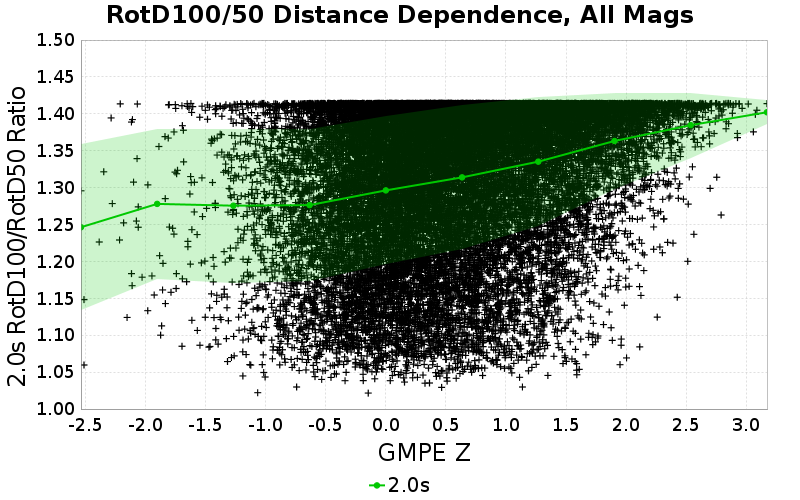 RotD100/50 Distance Dependence, All Mags
2.0s RotD100/RotD50 Ratio
1.50
1.45
1.40
1.35
1.30
1.25
1.20
1.15
1.10
1.05
1.00
-2.5 -2.0 -1.5 -1.0 -0.5 0.0 0.5 1.0 1.5 2.0 2.5 3.0
GMPE Z
2.0s